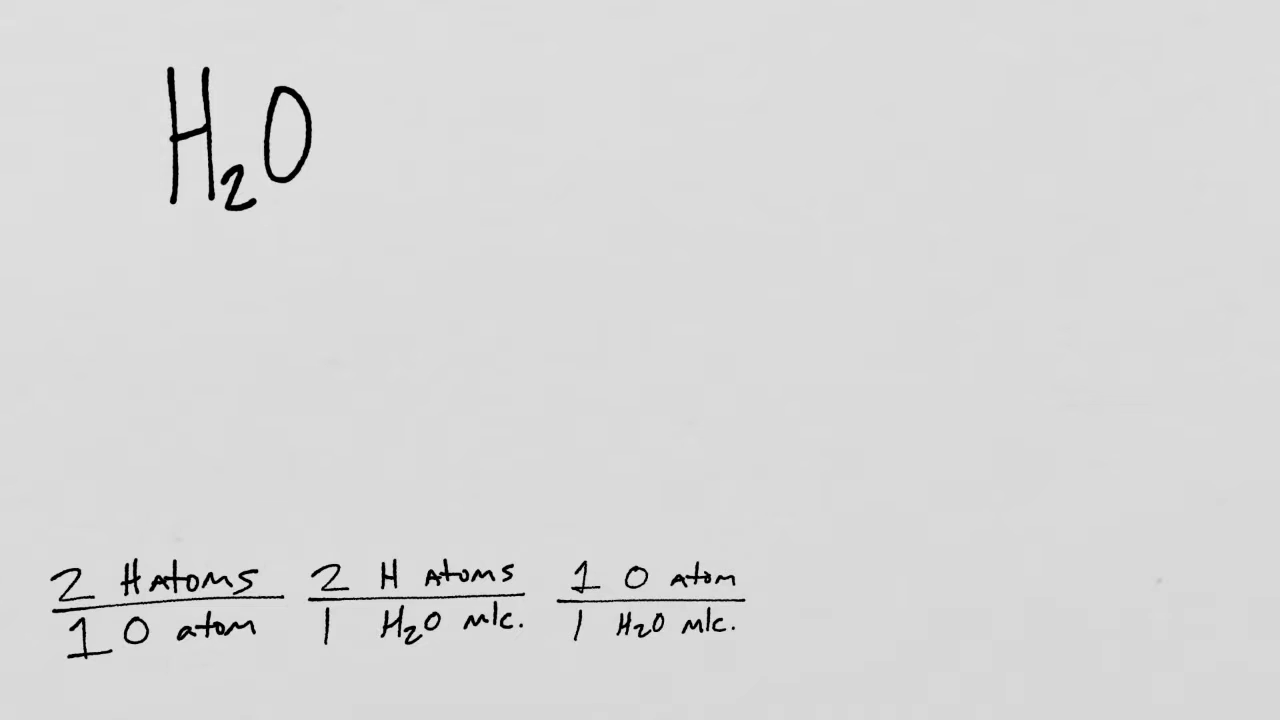 H₂O
2 H atoms 2 H atoms 1 O atom
1 O atom 1 H₂O mlc. 1 H₂O mlc.